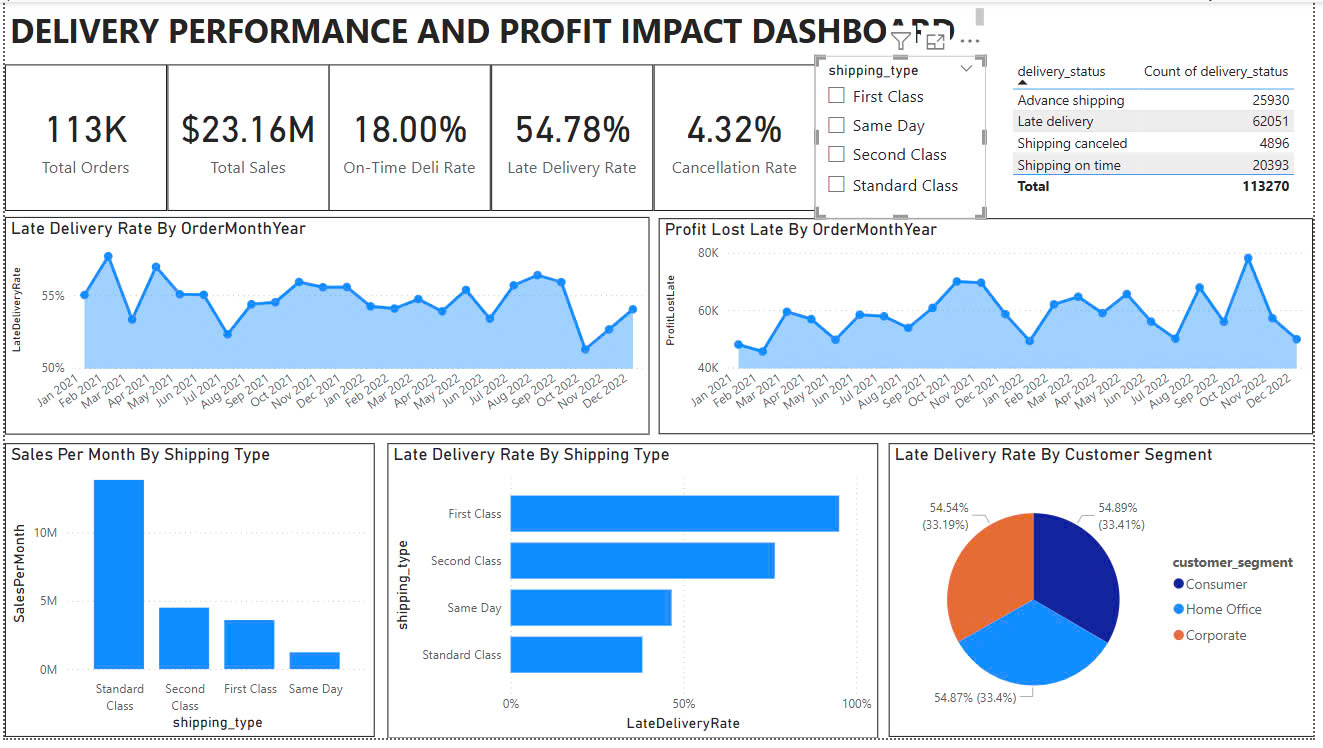 DELIVERY PERFORMANCE AND PROFIT IMPACT DASHBOARD
113K
Total Orders
$23.16M
Total Sales
18.00%
On-Time Deli Rate
54.78%
Late Delivery Rate
4.32%
Cancellation Rate
shipping_type
First Class
Same Day
Second Class
Standard Class
delivery_status Count of delivery_status
Advance shipping 25930
Late delivery 62051
Shipping canceled 4896
Shipping on time 20393
Total 113270
Late Delivery Rate By OrderMonthYear
LateDeliveryRate
55%
50%
Jan 2021
Feb 2021
Mar 2021
Apr 2021
May 2021
Jun 2021
Jul 2021
Aug 2021
Sep 2021
Oct 2021
Nov 2021
Dec 2021
Jan 2022
Feb 2022
Mar 2022
Apr 2022
May 2022
Jun 2022
Jul 2022
Aug 2022
Sep 2022
Oct 2022
Nov 2022
Dec 2022
Profit Lost Late By OrderMonthYear
ProfitLostLate
80K
60K
40K
Jan 2021
Feb 2021
Mar 2021
Apr 2021
May 2021
Jun 2021
Jul 2021
Aug 2021
Sep 2021
Oct 2021
Nov 2021
Dec 2021
Jan 2022
Feb 2022
Mar 2022
Apr 2022
May 2022
Jun 2022
Jul 2022
Aug 2022
Sep 2022
Oct 2022
Nov 2022
Dec 2022
Sales Per Month By Shipping Type
SalesPerMonth
10M
5M
0M
Standard
Class
Second
Class
First Class
Same Day
shipping_type
Late Delivery Rate By Shipping Type
shipping_type
First Class
Second Class
Same Day
Standard Class
0%
50%
100%
LateDeliveryRate
Late Delivery Rate By Customer Segment
54.54%
(33.19%)
54.89%
(33.41%)
54.87% (33.4%)
customer_segment
Consumer
Home Office
Corporate